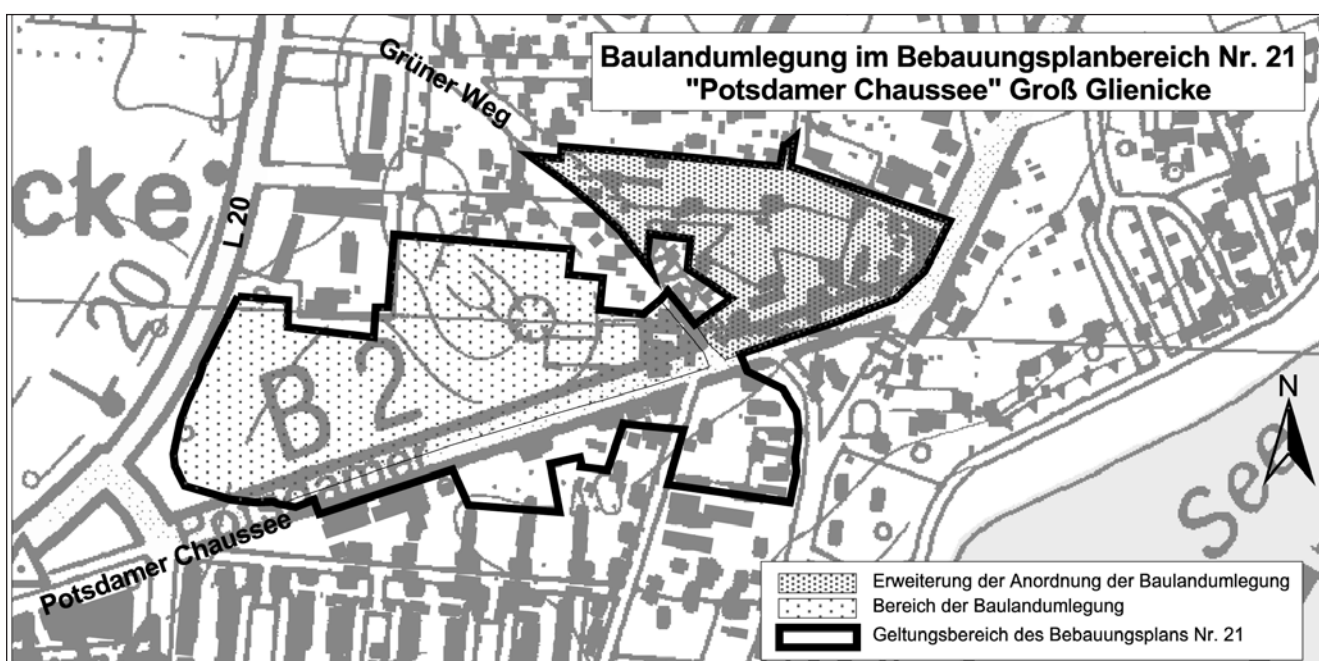 Baulandumlegung im Bebauungsplanbereich Nr. 21
"Potsdamer Chaussee" Groß Glienicke
Grüner Weg
cke
L 20
L 20
B 2
Potsdamer
Potsdamer Chaussee
N
See
Erweiterung der Anordnung der Baulandumlegung
Bereich der Baulandumlegung
Geltungsbereich des Bebauungsplans Nr. 21